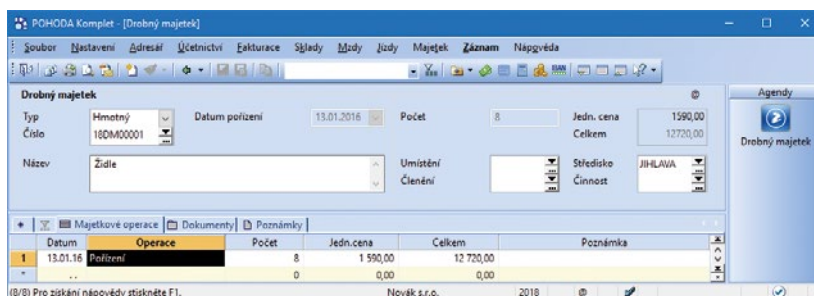 POHODA Komplet - [Drobný majetek]
Soubor Nastavení Adresář Účetnictví Fakturace Sklady Mzdy Jízdy Majetek Záznam Nápověda
Drobný majetek
Agendy
Typ Hmotný Datum pořízení 13.01.2016 Počet 8 Jedn. cena 1590,00
Číslo 18DM00001 Celkem 12720,00
Drobný majetek
Název Židle Umístění Středisko JIHLAVA
Členění Činnost
Majetkové operace Dokumenty Poznámky
Datum Operace Počet Jedn.cena Celkem Poznámka
1 13.01.16 Pořízení 8 1 590,00 12 720,00
* . . 0 0,00 0,00
(8/8) Pro získání nápovědy stiskněte F1. Novák s.r.o. 2018 @